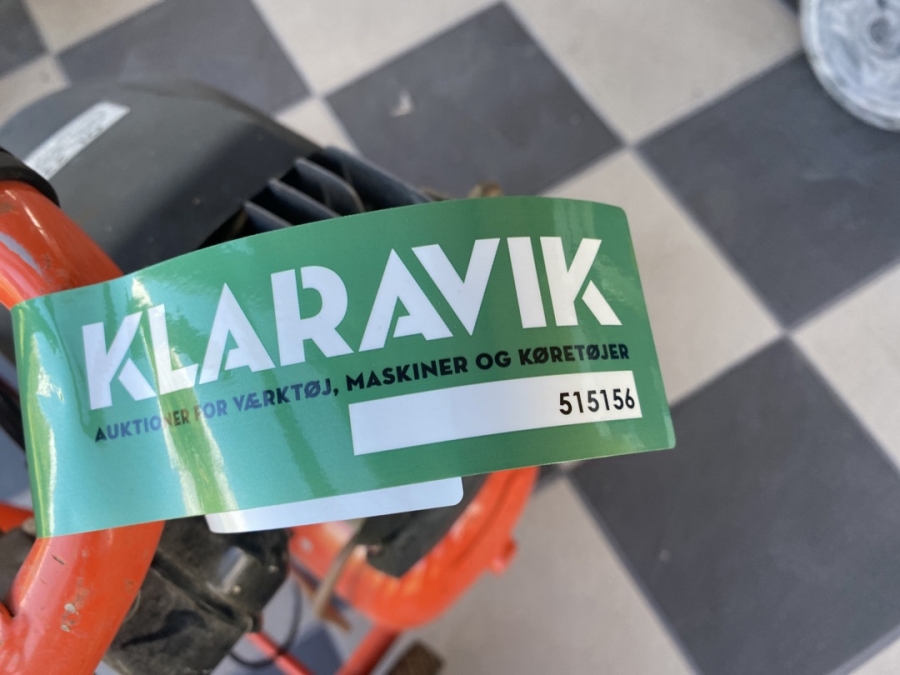 KLARAVIK
AUKTIONER FOR VÆRKTØJ, MASKINER OG KØRETØJER
515156